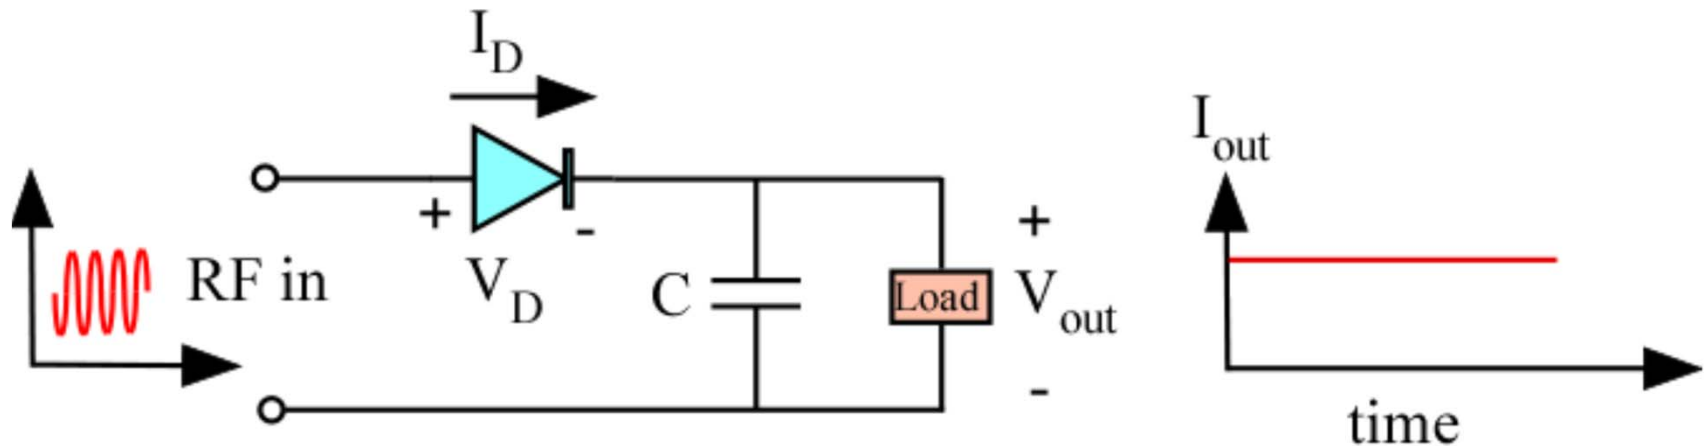 I_D
RF in
+
-
V_D
C
Load
+
V_out
-
I_out
time